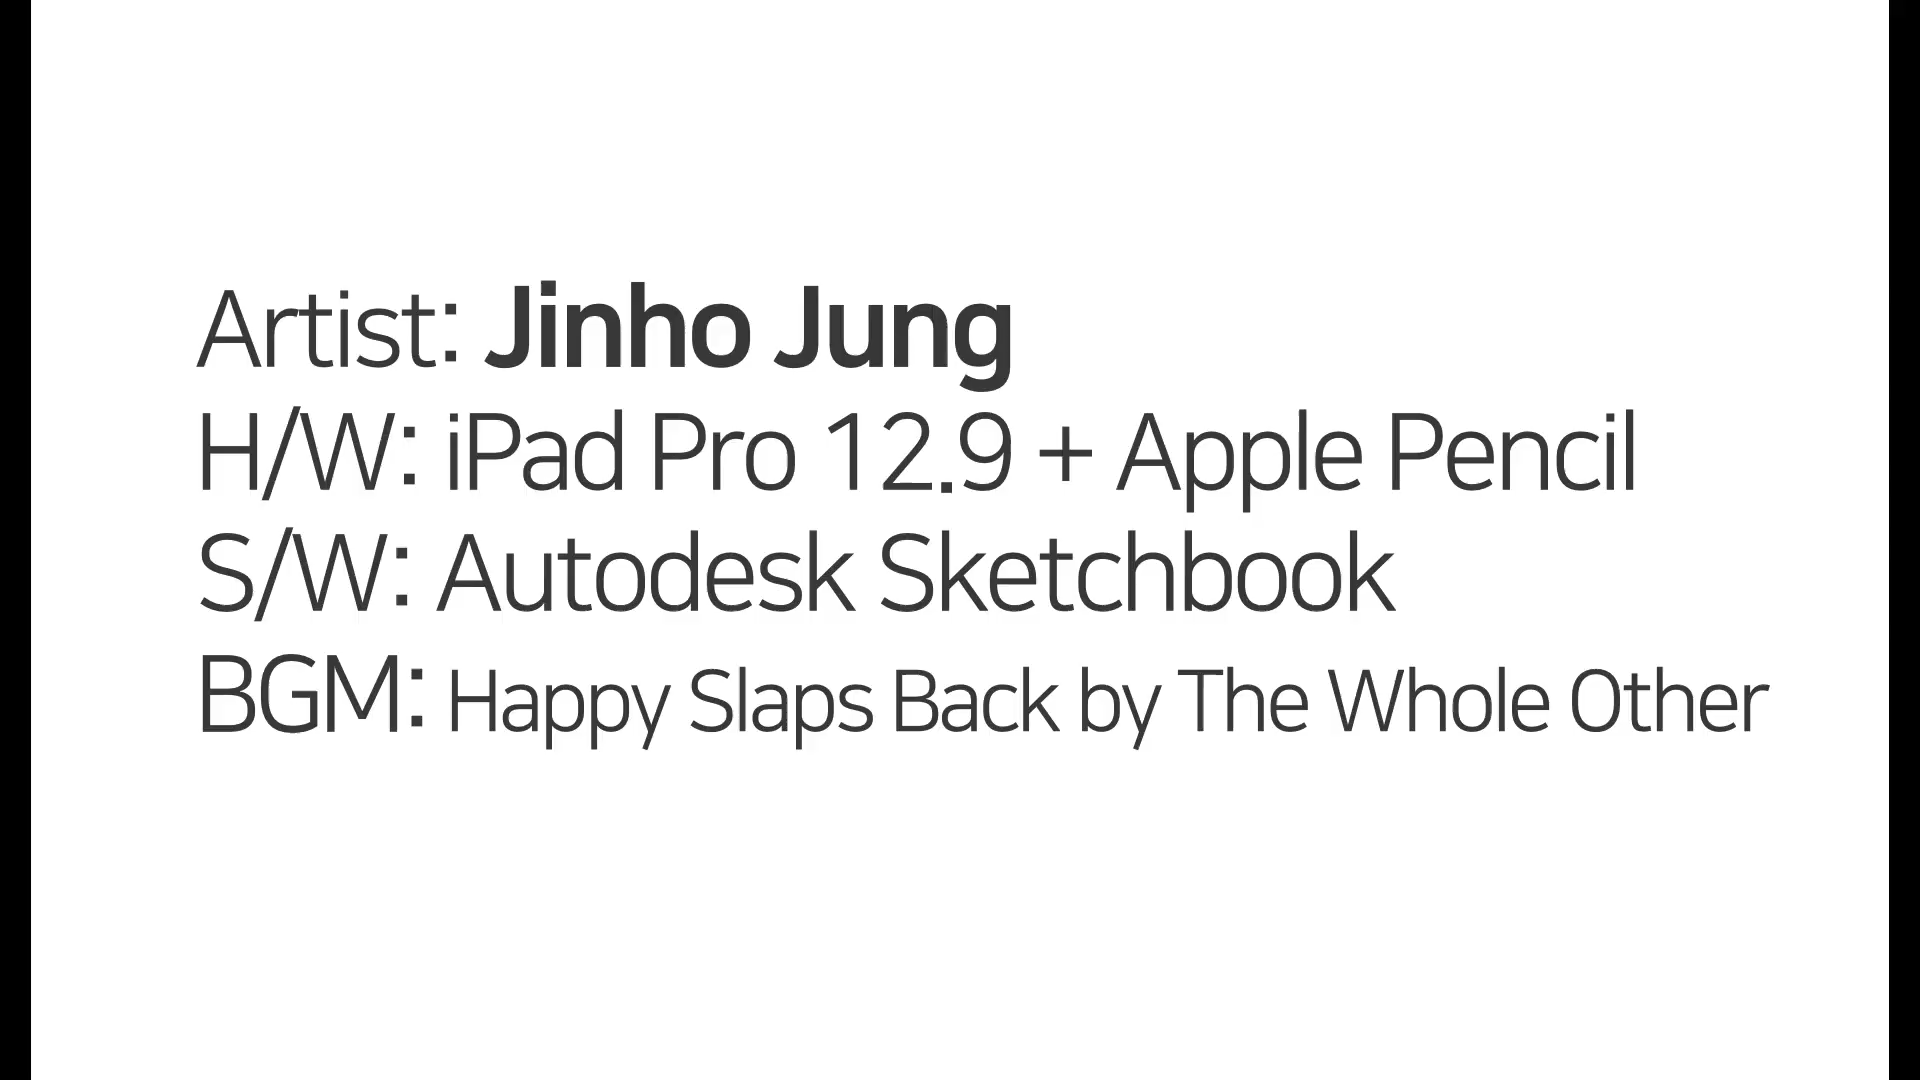 Artist: Jinho Jung
H/W: iPad Pro 12.9 + Apple Pencil
S/W: Autodesk Sketchbook
BGM: Happy Slaps Back by The Whole Other